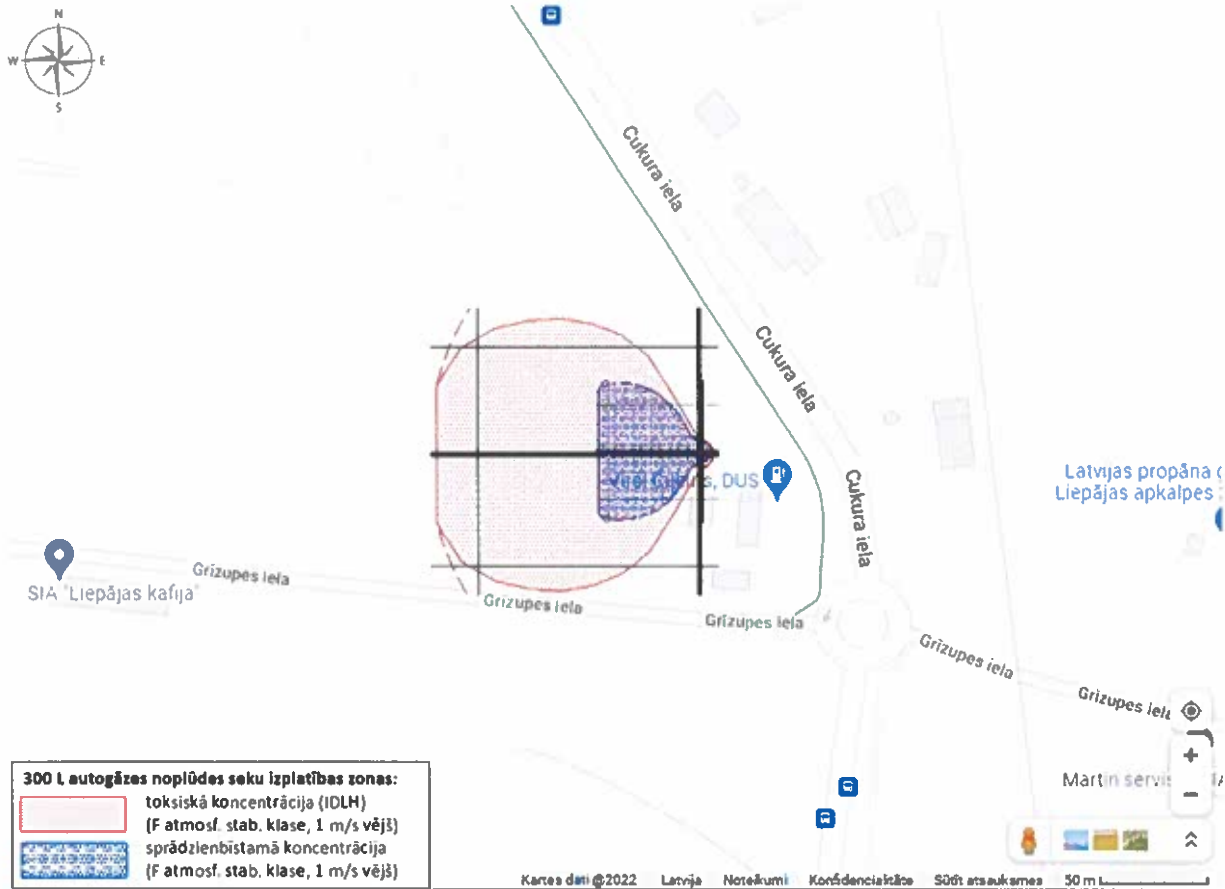 N
W E
S
Cukura iela
Cukura iela
Cukura iela
, DUS
Latvijas propāna
Liepājas apkalpes
SIA "Liepājas kafija"
Grīzupes iela
Grīzupes iela
Grīzupes iela
Grīzupes iela
Grīzupes
Martin servis
300 L autogāzes noplūdes seku izplatības zonas:
toksiskā koncentrācija (IDLH)
(F atmosf. stab. klase, 1 m/s vējš)
sprādzienbīstamā koncentrācija
(F atmosf. stab. klase, 1 m/s vējš)
Kartes dati @2022 Latvija Noteikumi Konfidencialitāte Sūtīt atsauksmes 50 m